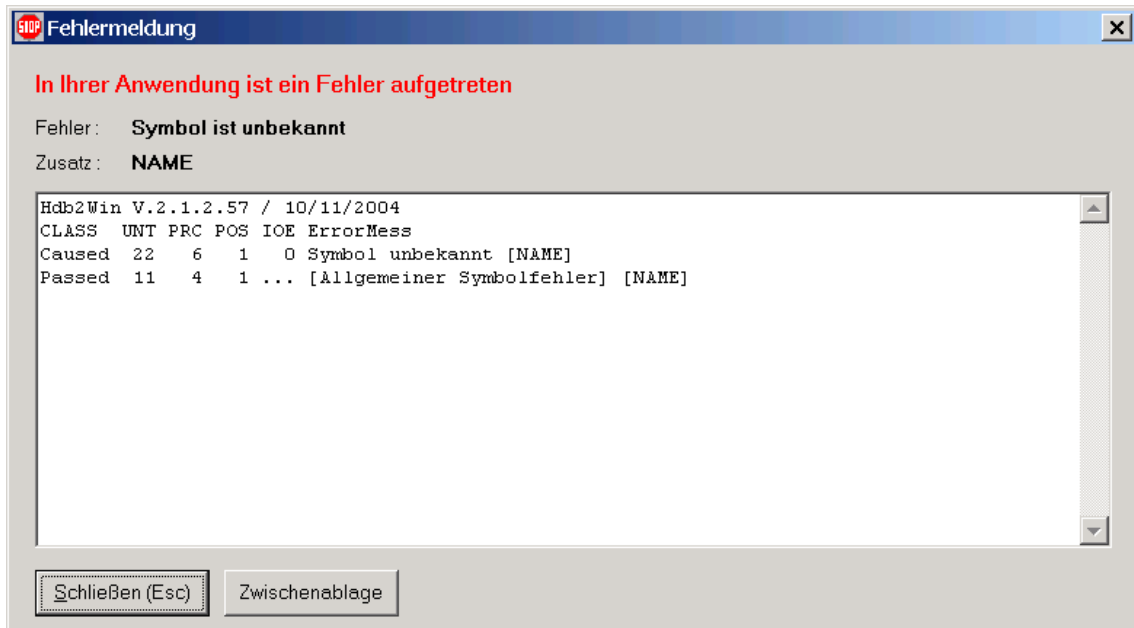 STOP Fehlermeldung
In Ihrer Anwendung ist ein Fehler aufgetreten
Fehler: Symbol ist unbekannt
Zusatz: NAME
Hdb2Win V.2.1.2.57 / 10/11/2004
CLASS UNT PRC POS IOE ErrorMess
Caused 22 6 1 0 Symbol unbekannt [NAME]
Passed 11 4 1 ... [Allgemeiner Symbolfehler] [NAME]
Schließen (Esc) Zwischenablage